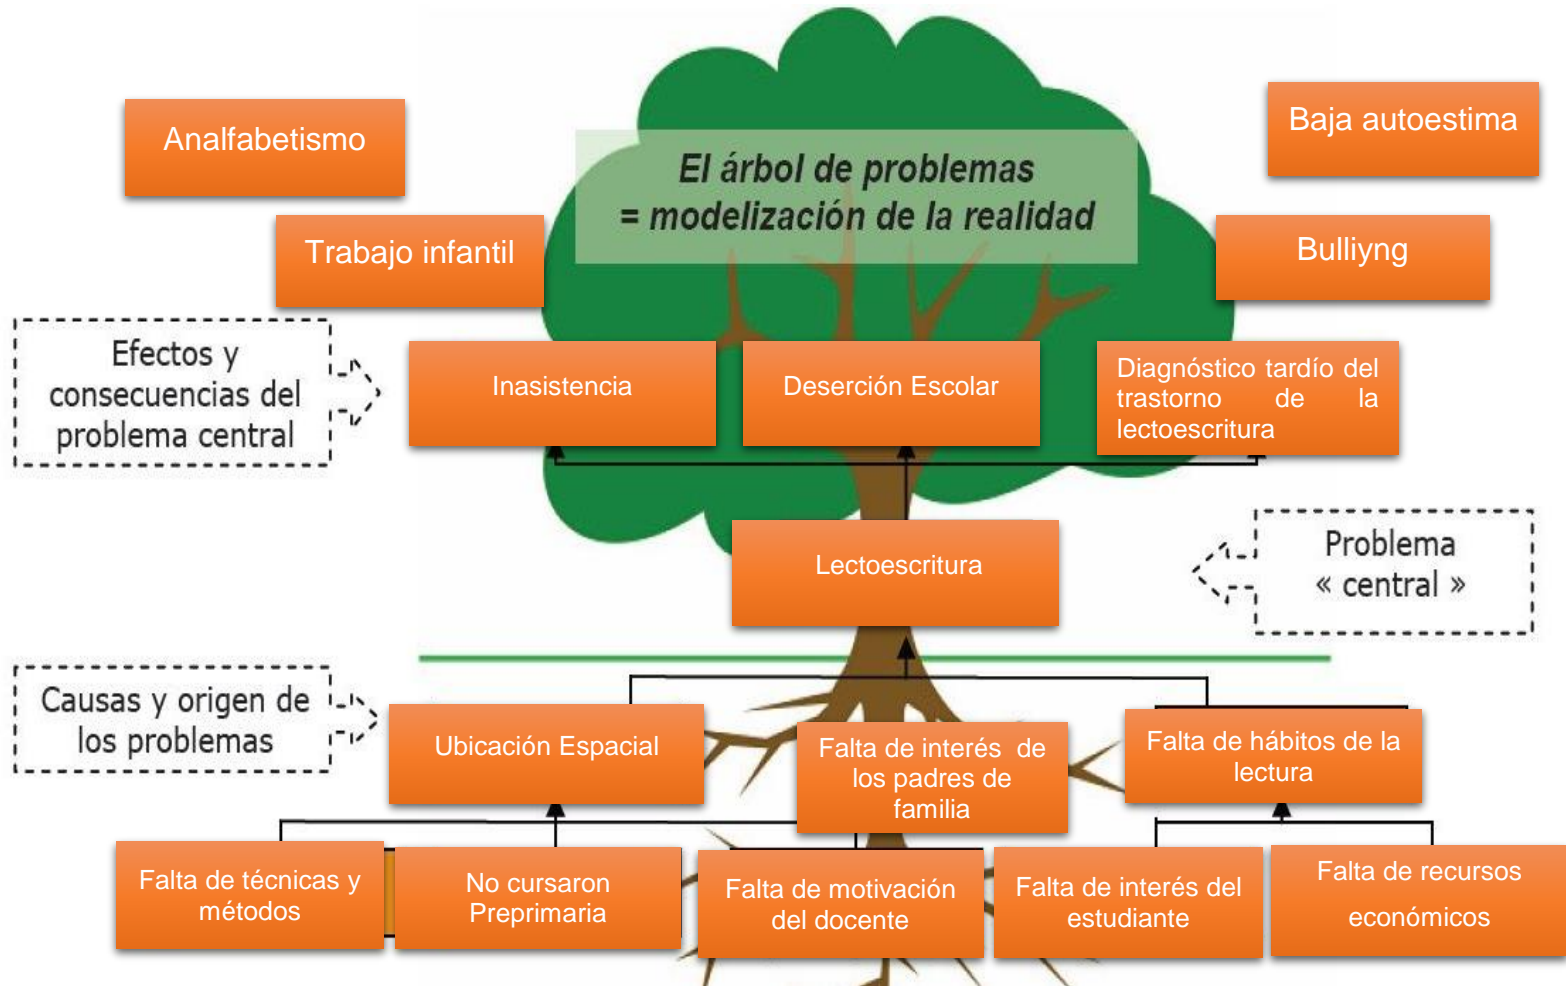 Analfabetismo
Baja autoestima
El árbol de problemas
= modelización de la realidad
Trabajo infantil
Bulliyng
Efectos y
consecuencias del
problema central
Inasistencia
Deserción Escolar
Diagnóstico tardío del
trastorno de la
lectoescritura
Lectoescritura
Problema
« central »
Causas y origen de
los problemas
Ubicación Espacial
Falta de interés de
los padres de
familia
Falta de hábitos de la
lectura
Falta de técnicas y
métodos
No cursaron
Preprimaria
Falta de motivación
del docente
Falta de interés del
estudiante
Falta de recursos
económicos